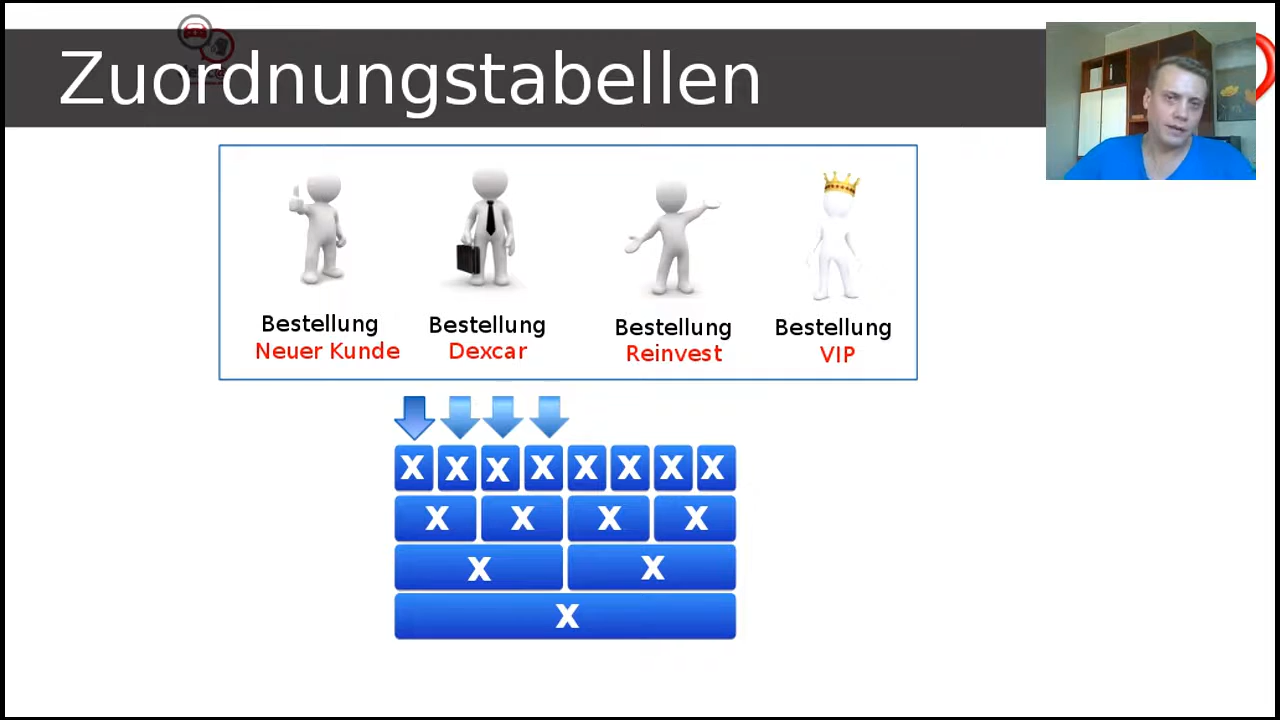 Zuordnungstabellen
Bestellung
Neuer Kunde
Bestellung
Dexcar
Bestellung
Reinvest
Bestellung
VIP
X X X X X X X X
X X X X
X X
X